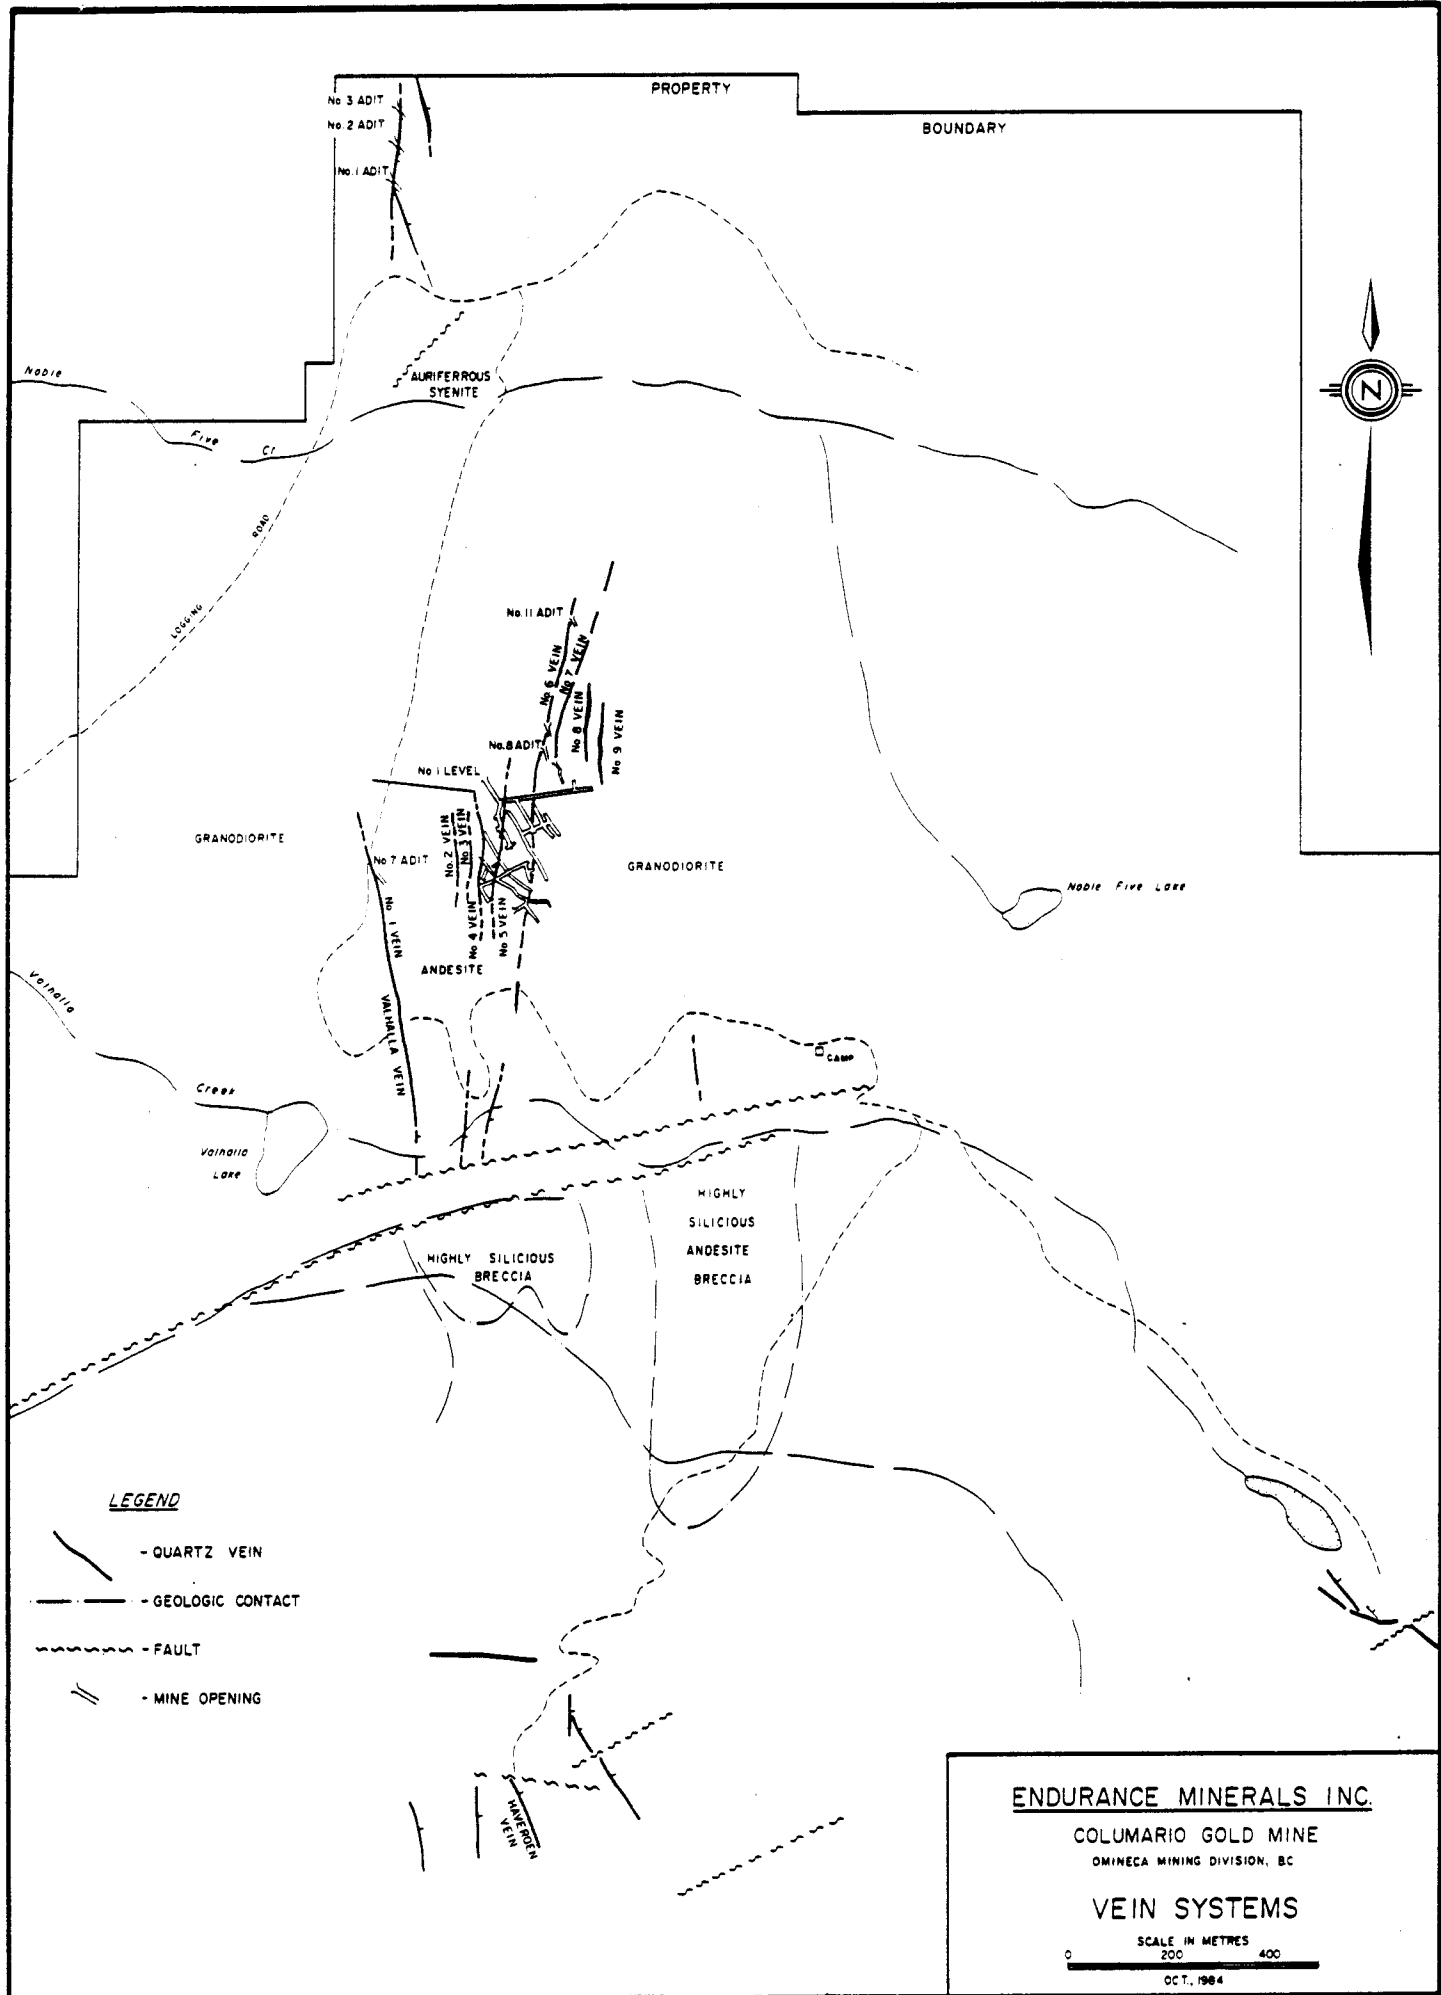 PROPERTY
BOUNDARY
No 3 ADIT
No. 2 ADIT
No. 1 ADIT
AURIFERROUS
SYENITE
Noble
Five
Cr
LOGGING
ROAD
N
No. 11 ADIT
No 6 VEIN
No 7 VEIN
No 8 VEIN
No 9 VEIN
No. 8 ADIT
No 1 LEVEL
No. 2 VEIN
No 3 VEIN
GRANODIORITE
No 7 ADIT
GRANODIORITE
Noble Five Lake
No 1 VEIN
No 4 VEIN
No 5 VEIN
ANDESITE
Valhalla
VALHALLA VEIN
CAMP
Creek
Valhalla
Lake
HIGHLY
SILICIOUS
ANDESITE
BRECCIA
HIGHLY SILICIOUS
BRECCIA
LEGEND
- QUARTZ VEIN
- GEOLOGIC CONTACT
- FAULT
- MINE OPENING
HAVEROEN
VEIN
ENDURANCE MINERALS INC.
COLUMARIO GOLD MINE
OMINECA MINING DIVISION, BC
VEIN SYSTEMS
SCALE IN METRES
0 200 400
OCT., 1984